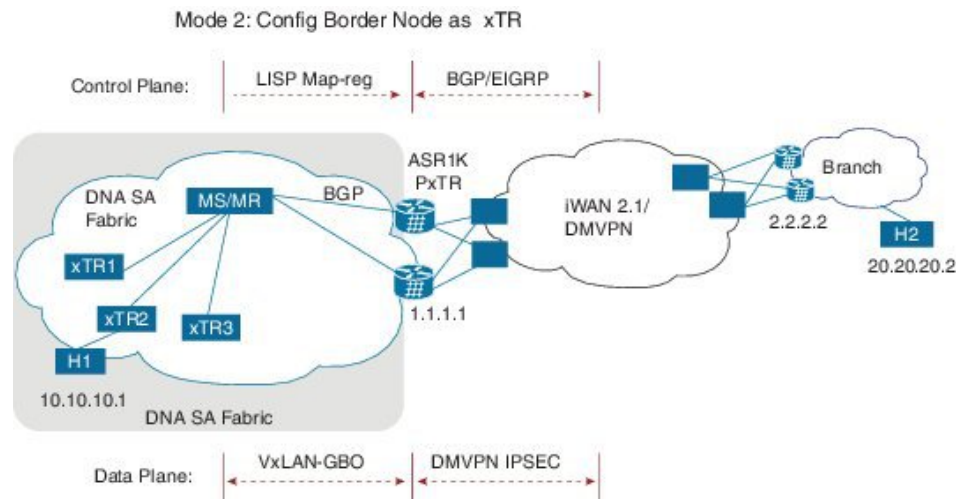 Mode 2: Config Border Node as xTR
Control Plane:
LISP Map-reg
BGP/EIGRP
DNA SA
Fabric
MS/MR
BGP
ASR1K
PxTR
iWAN 2.1/
DMVPN
Branch
2.2.2.2
H2
20.20.20.2
xTR1
xTR2
xTR3
1.1.1.1
H1
10.10.10.1
DNA SA Fabric
Data Plane:
VxLAN-GBO
DMVPN IPSEC